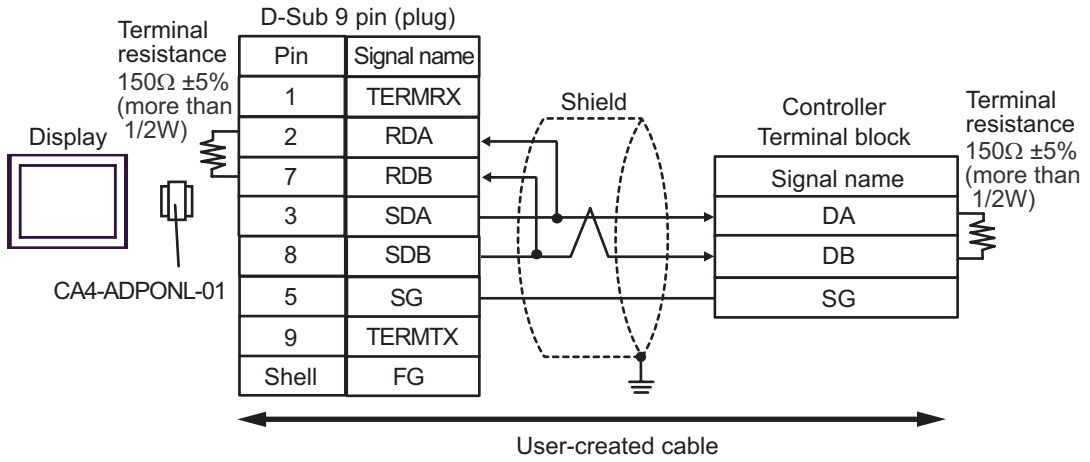 D-Sub 9 pin (plug)
Terminal
resistance
150Ω ±5%
(more than
1/2W)
Display
CA4-ADPONL-01
Pin Signal name
1 TERMRX
2 RDA
7 RDB
3 SDA
8 SDB
5 SG
9 TERMTX
Shell FG
Shield
Controller
Terminal block
Signal name
DA
DB
SG
Terminal
resistance
150Ω ±5%
(more than
1/2W)
User-created cable